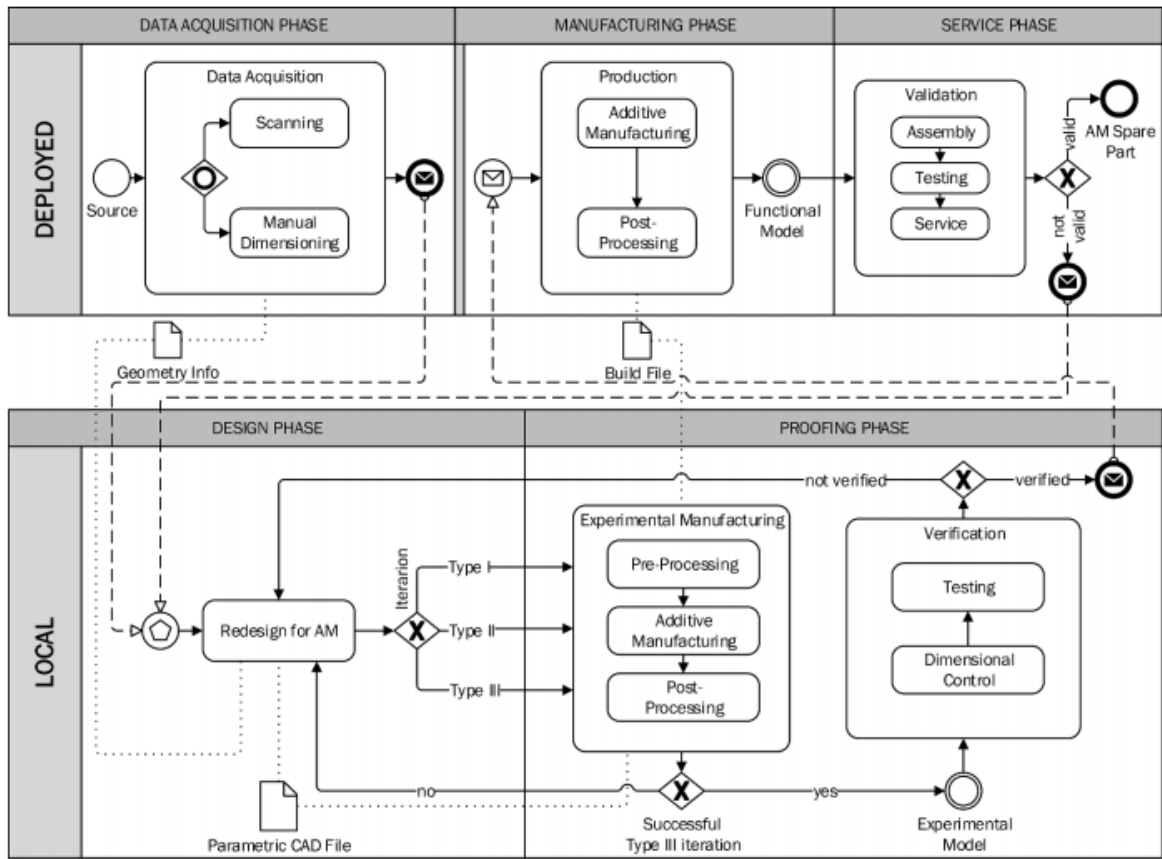 DATA ACQUISITION PHASE
MANUFACTURING PHASE
SERVICE PHASE
DEPLOYED
Source
Data Acquisition
Scanning
Manual
Dimensioning
Production
Additive
Manufacturing
Post-
Processing
Functional
Model
Validation
Assembly
Testing
Service
valid
not
valid
AM Spare
Part
Geometry Info
Build File
DESIGN PHASE
PROOFING PHASE
LOCAL
not verified
verified
Redesign for AM
Iterarion
Type I
Type II
Type III
Experimental Manufacturing
Pre-Processing
Additive
Manufacturing
Post-
Processing
Verification
Testing
Dimensional
Control
no
yes
Successful
Type III iteration
Experimental
Model
Parametric CAD File